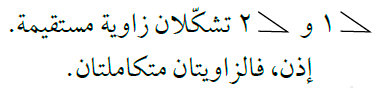 ∠١ و ∠٢ تشكّلان زاوية مستقيمة.
إذن، فالزاويتان متكاملتان.